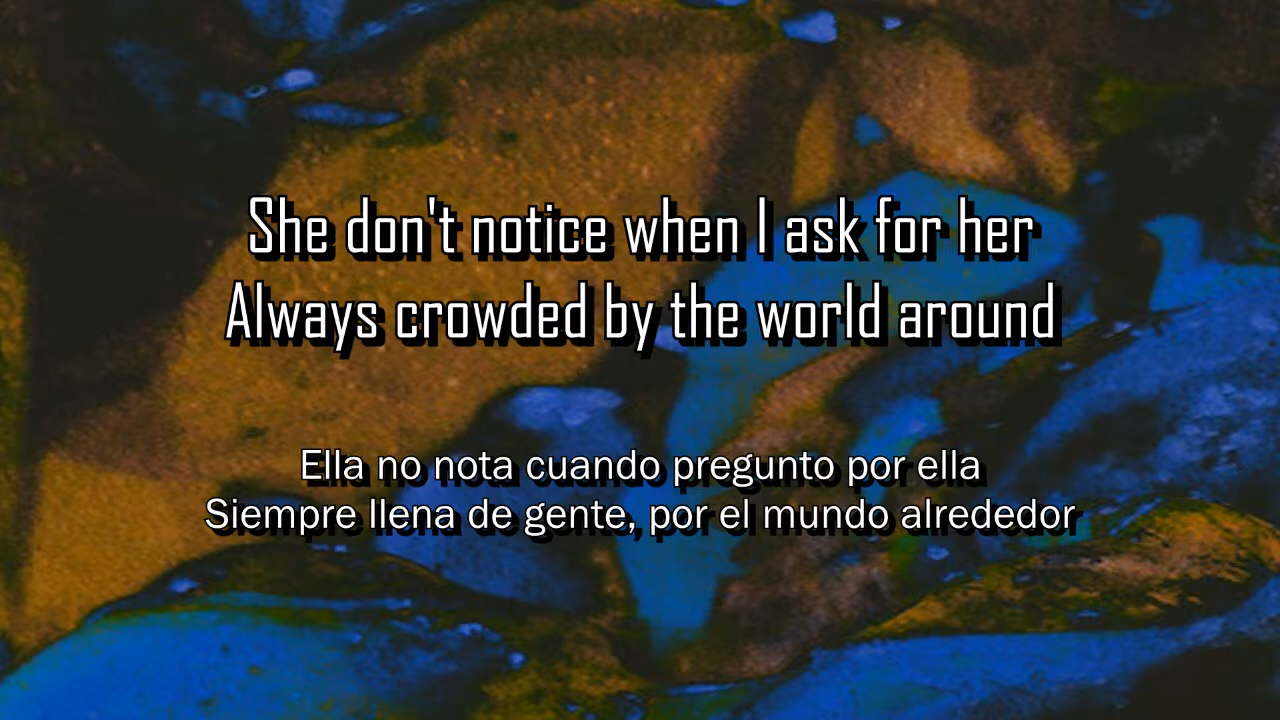 She don't notice when I ask for her
Always crowded by the world around
Ella no nota cuando pregunto por ella
Siempre llena de gente, por el mundo alrededor